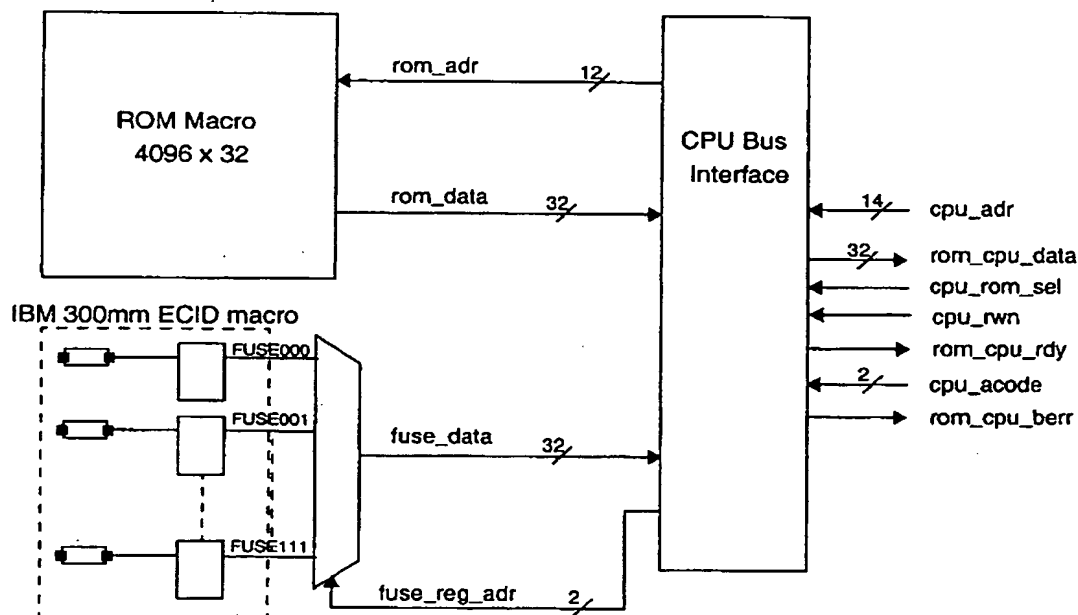 ROM Macro
4096 x 32
rom_adr
12
rom_data
32
CPU Bus
Interface
14
cpu_adr
32
rom_cpu_data
cpu_rom_sel
cpu_rwn
rom_cpu_rdy
2
cpu_acode
rom_cpu_berr
IBM 300mm ECID macro
FUSE000
FUSE001
FUSE111
fuse_data
32
fuse_reg_adr
2